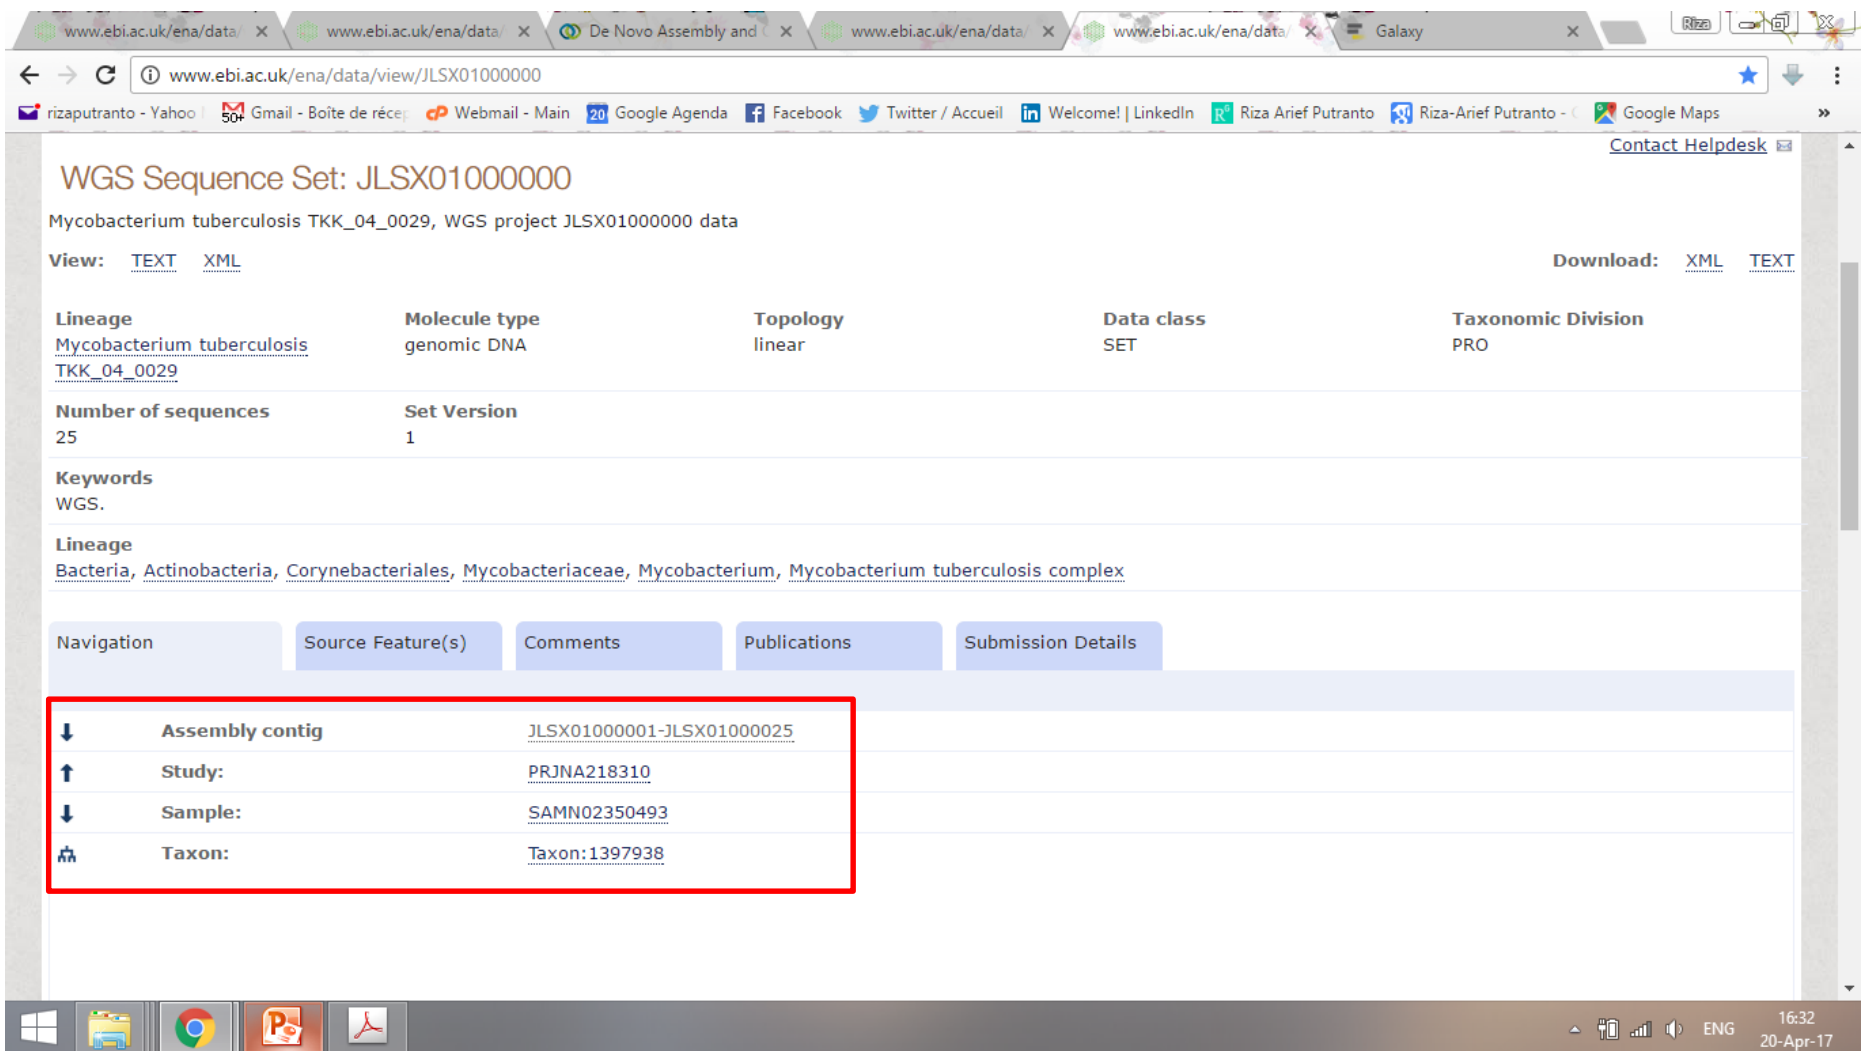 www.ebi.ac.uk/ena/data/ www.ebi.ac.uk/ena/data/ De Novo Assembly and www.ebi.ac.uk/ena/data/ www.ebi.ac.uk/ena/data/ Galaxy Riza
www.ebi.ac.uk/ena/data/view/JLSX01000000
rizaputranto - Yahoo 50+ Gmail - Boîte de récep Webmail - Main 20 Google Agenda Facebook Twitter / Accueil Welcome! | LinkedIn Riza Arief Putranto Riza-Arief Putranto - Google Maps »
Contact Helpdesk
WGS Sequence Set: JLSX01000000
Mycobacterium tuberculosis TKK_04_0029, WGS project JLSX01000000 data
View: TEXT XML Download: XML TEXT
Lineage Molecule type Topology Data class Taxonomic Division
Mycobacterium tuberculosis genomic DNA linear SET PRO
TKK_04_0029
Number of sequences Set Version
25 1
Keywords
WGS.
Lineage
Bacteria, Actinobacteria, Corynebacteriales, Mycobacteriaceae, Mycobacterium, Mycobacterium tuberculosis complex
Navigation Source Feature(s) Comments Publications Submission Details
Assembly contig JLSX01000001-JLSX01000025
Study: PRJNA218310
Sample: SAMN02350493
Taxon: Taxon:1397938
ENG 16:32
20-Apr-17